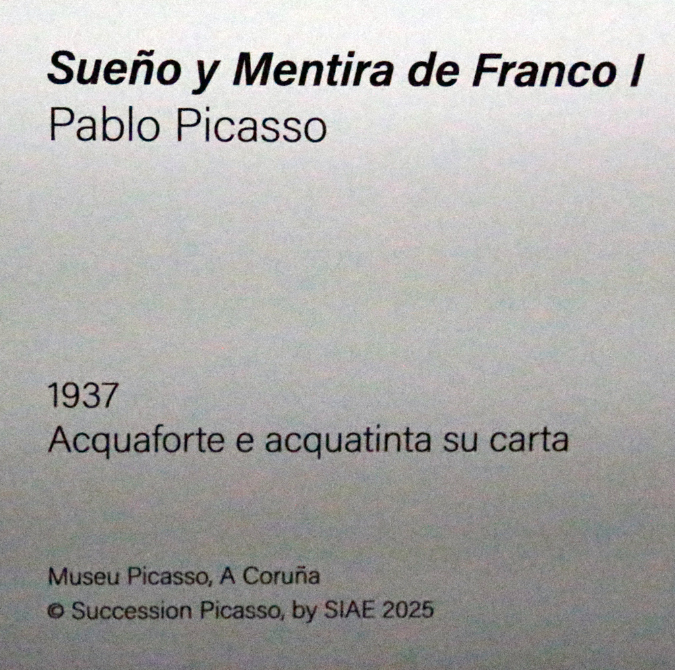 Sueño y Mentira de Franco I
Pablo Picasso
1937
Acquaforte e acquatinta su carta
Museu Picasso, A Coruña
© Succession Picasso, by SIAE 2025